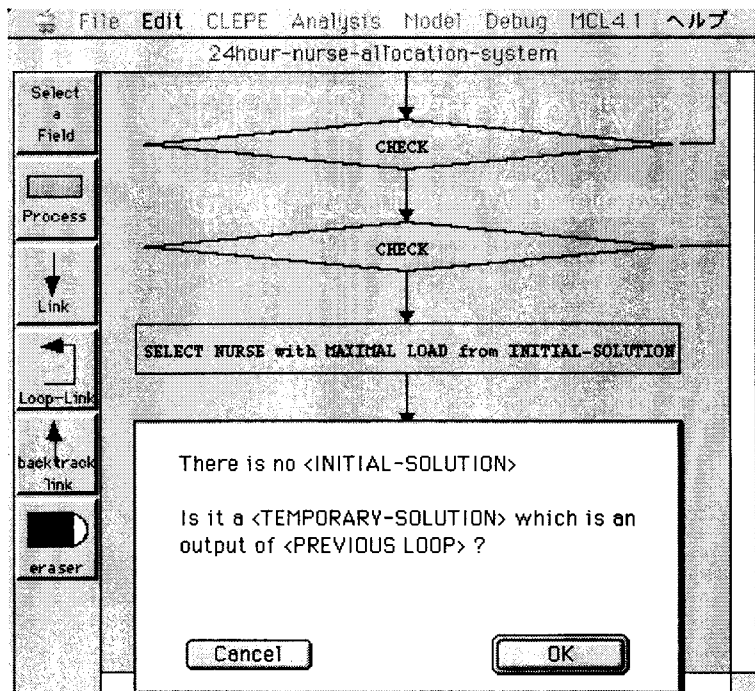 File Edit CLEPE Analysis Model Debug MCL4.1 ヘルプ
24hour-nurse-allocation-system
Select
a
Field
Process
Link
Loop-Link
backtrack
link
eraser
CHECK
CHECK
SELECT NURSE with MAXIMAL LOAD from INITIAL-SOLUTION
There is no <INITIAL-SOLUTION>
Is it a <TEMPORARY-SOLUTION> which is an
output of <PREVIOUS LOOP> ?
Cancel
OK